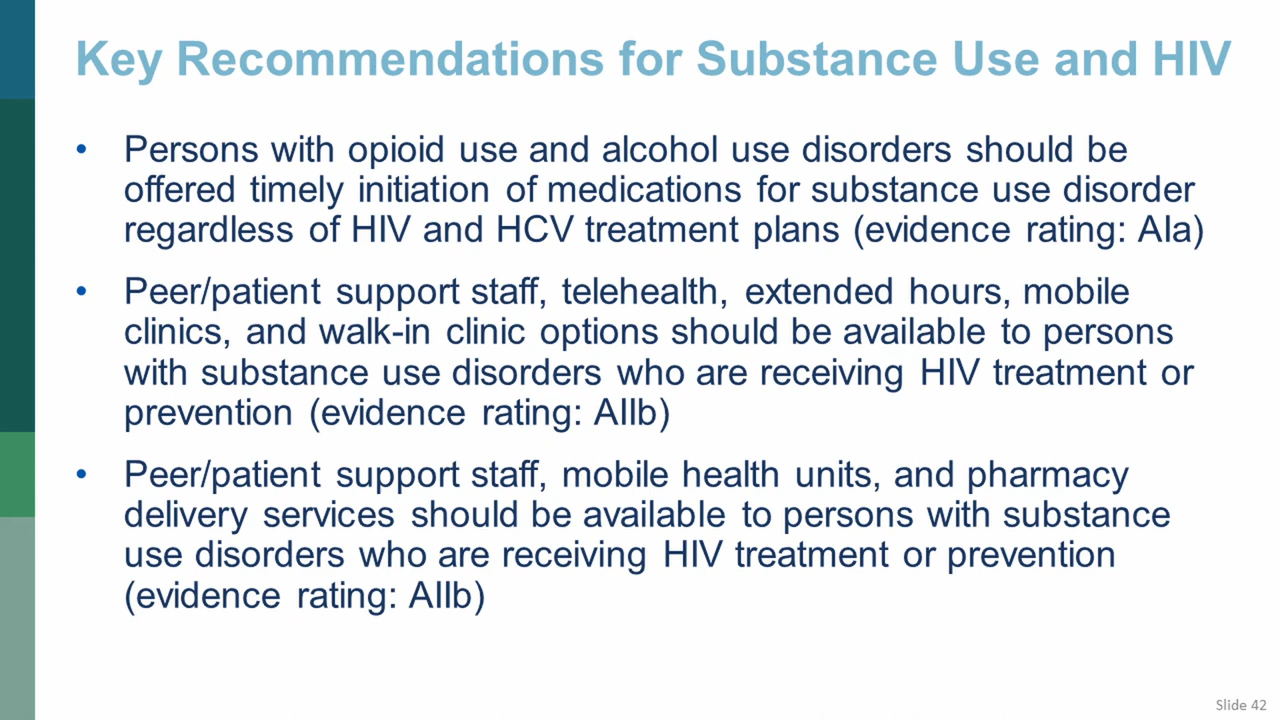 Key Recommendations for Substance Use and HIV
• Persons with opioid use and alcohol use disorders should be
offered timely initiation of medications for substance use disorder
regardless of HIV and HCV treatment plans (evidence rating: AIa)
• Peer/patient support staff, telehealth, extended hours, mobile
clinics, and walk-in clinic options should be available to persons
with substance use disorders who are receiving HIV treatment or
prevention (evidence rating: AIIb)
• Peer/patient support staff, mobile health units, and pharmacy
delivery services should be available to persons with substance
use disorders who are receiving HIV treatment or prevention
(evidence rating: AIIb)
Slide 42